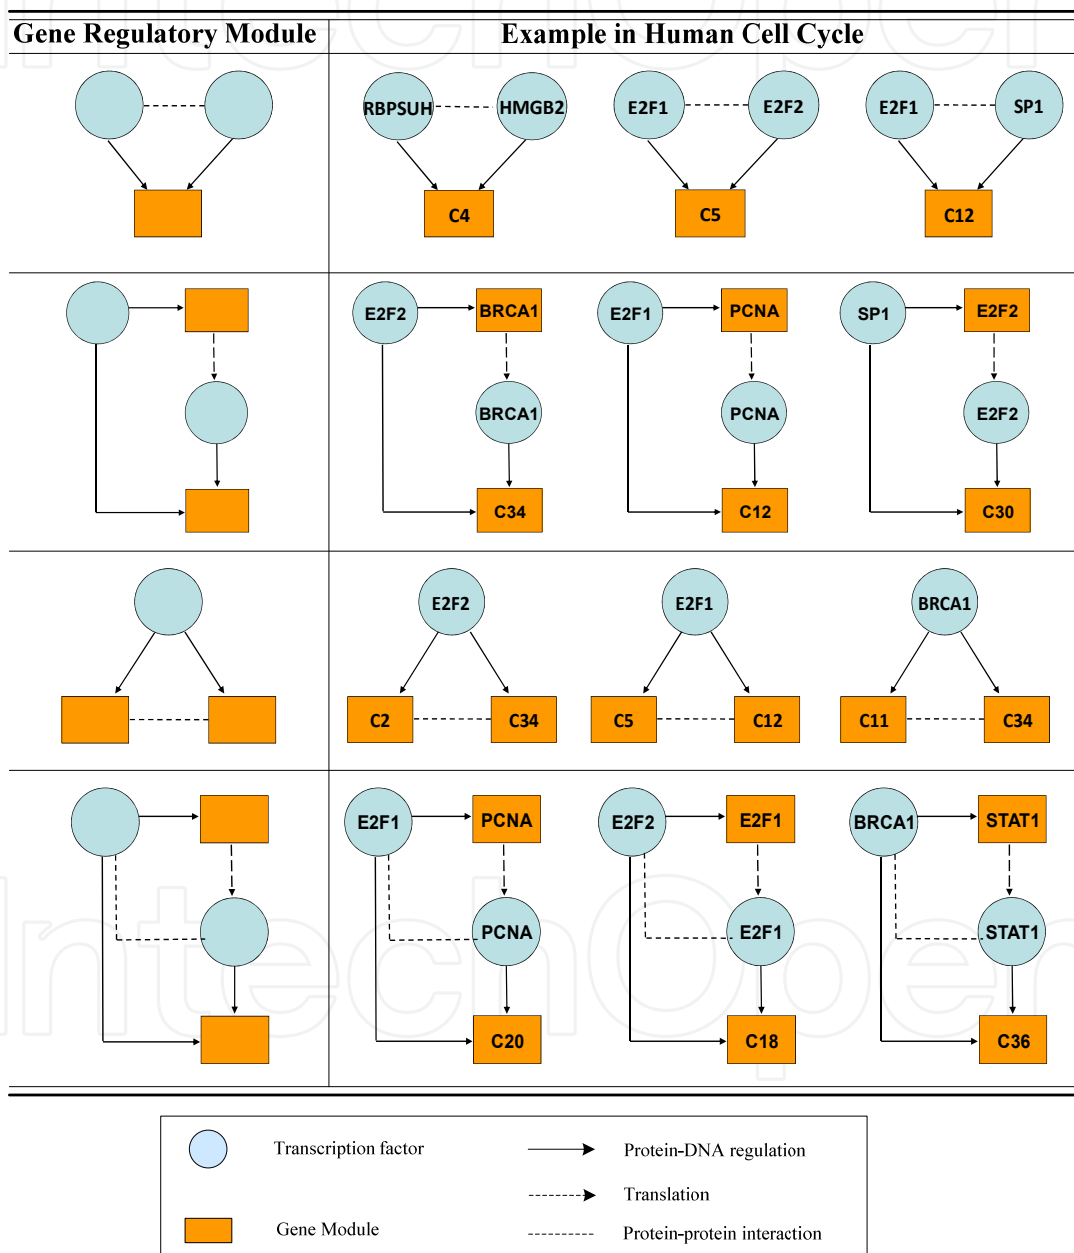 Gene Regulatory Module Example in Human Cell Cycle
RBPSUH HMGB2 E2F1 E2F2 E2F1 SP1
C4 C5 C12
E2F2 BRCA1 E2F1 PCNA SP1 E2F2
BRCA1 PCNA E2F2
C34 C12 C30
E2F2 E2F1 BRCA1
C2 C34 C5 C12 C11 C34
E2F1 PCNA E2F2 E2F1 BRCA1 STAT1
PCNA E2F1 STAT1
C20 C18 C36
Transcription factor Protein-DNA regulation
Translation
Gene Module Protein-protein interaction
IntechOpen
IntechOpen